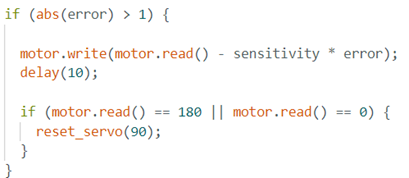 if (abs(error) > 1) {
motor.write(motor.read() - sensitivity * error);
delay(10);
if (motor.read() == 180 || motor.read() == 0) {
reset_servo(90);
}
}